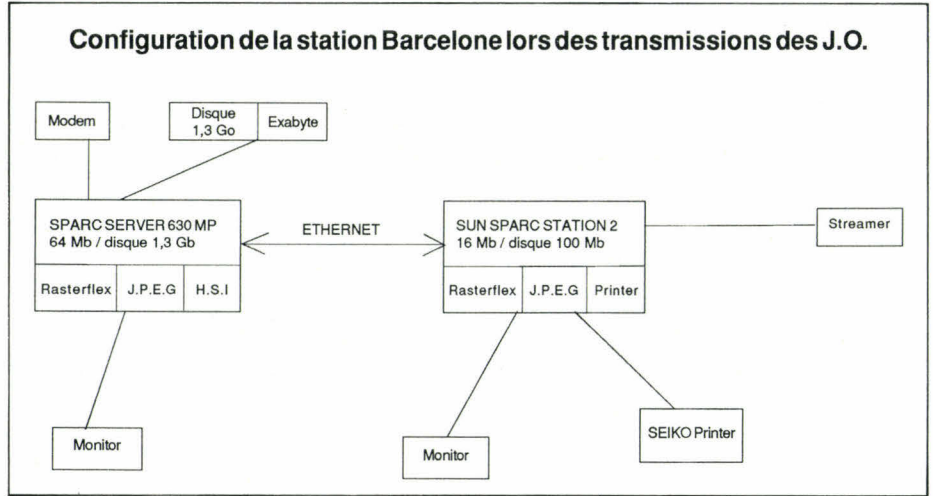 Configuration de la station Barcelone lors des transmissions des J.O.
Modem
Disque
1,3 Go
Exabyte
SPARC SERVER 630 MP
64 Mb / disque 1,3 Gb
Rasterflex
J.P.E.G
H.S.I
ETHERNET
SUN SPARC STATION 2
16 Mb / disque 100 Mb
Rasterflex
J.P.E.G
Printer
Streamer
Monitor
Monitor
SEIKO Printer